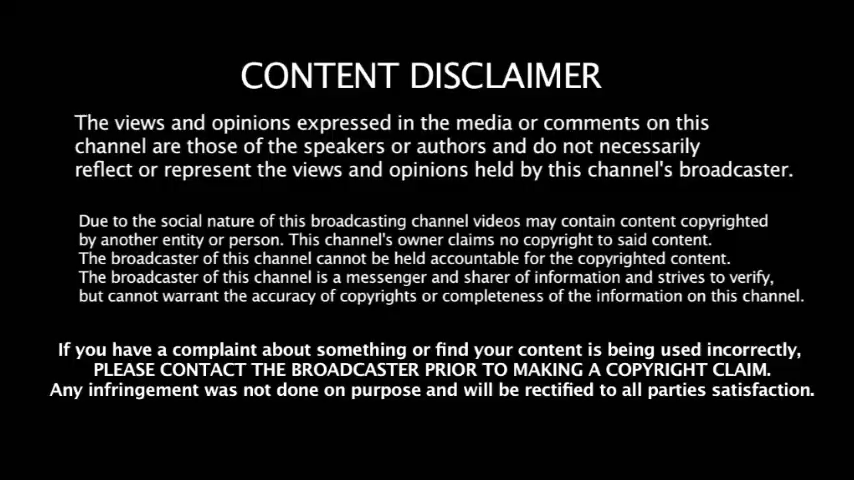 CONTENT DISCLAIMER
The views and opinions expressed in the media or comments on this
channel are those of the speakers or authors and do not necessarily
reflect or represent the views and opinions held by this channel's broadcaster.
Due to the social nature of this broadcasting channel videos may contain content copyrighted
by another entity or person. This channel's owner claims no copyright to said content.
The broadcaster of this channel cannot be held accountable for the copyrighted content.
The broadcaster of this channel is a messenger and sharer of information and strives to verify,
but cannot warrant the accuracy of copyrights or completeness of the information on this channel.
If you have a complaint about something or find your content is being used incorrectly,
PLEASE CONTACT THE BROADCASTER PRIOR TO MAKING A COPYRIGHT CLAIM.
Any infringement was not done on purpose and will be rectified to all parties satisfaction.